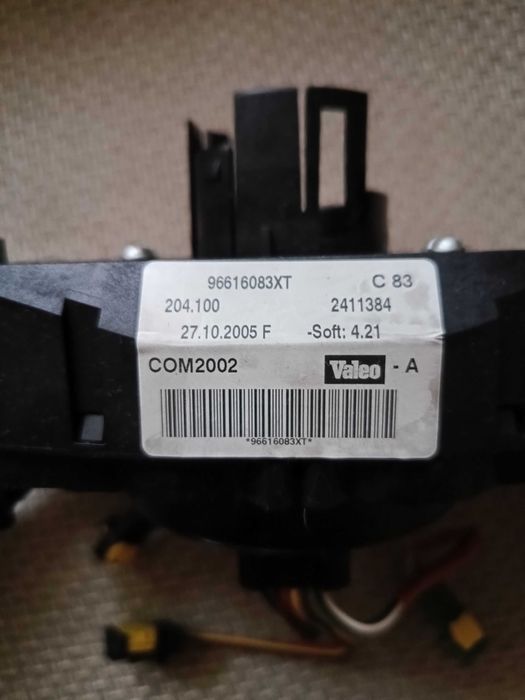 96616083XT C 83
204.100 2411384
27.10.2005 F -Soft: 4.21
COM2002 Valeo - A
*96616083XT*